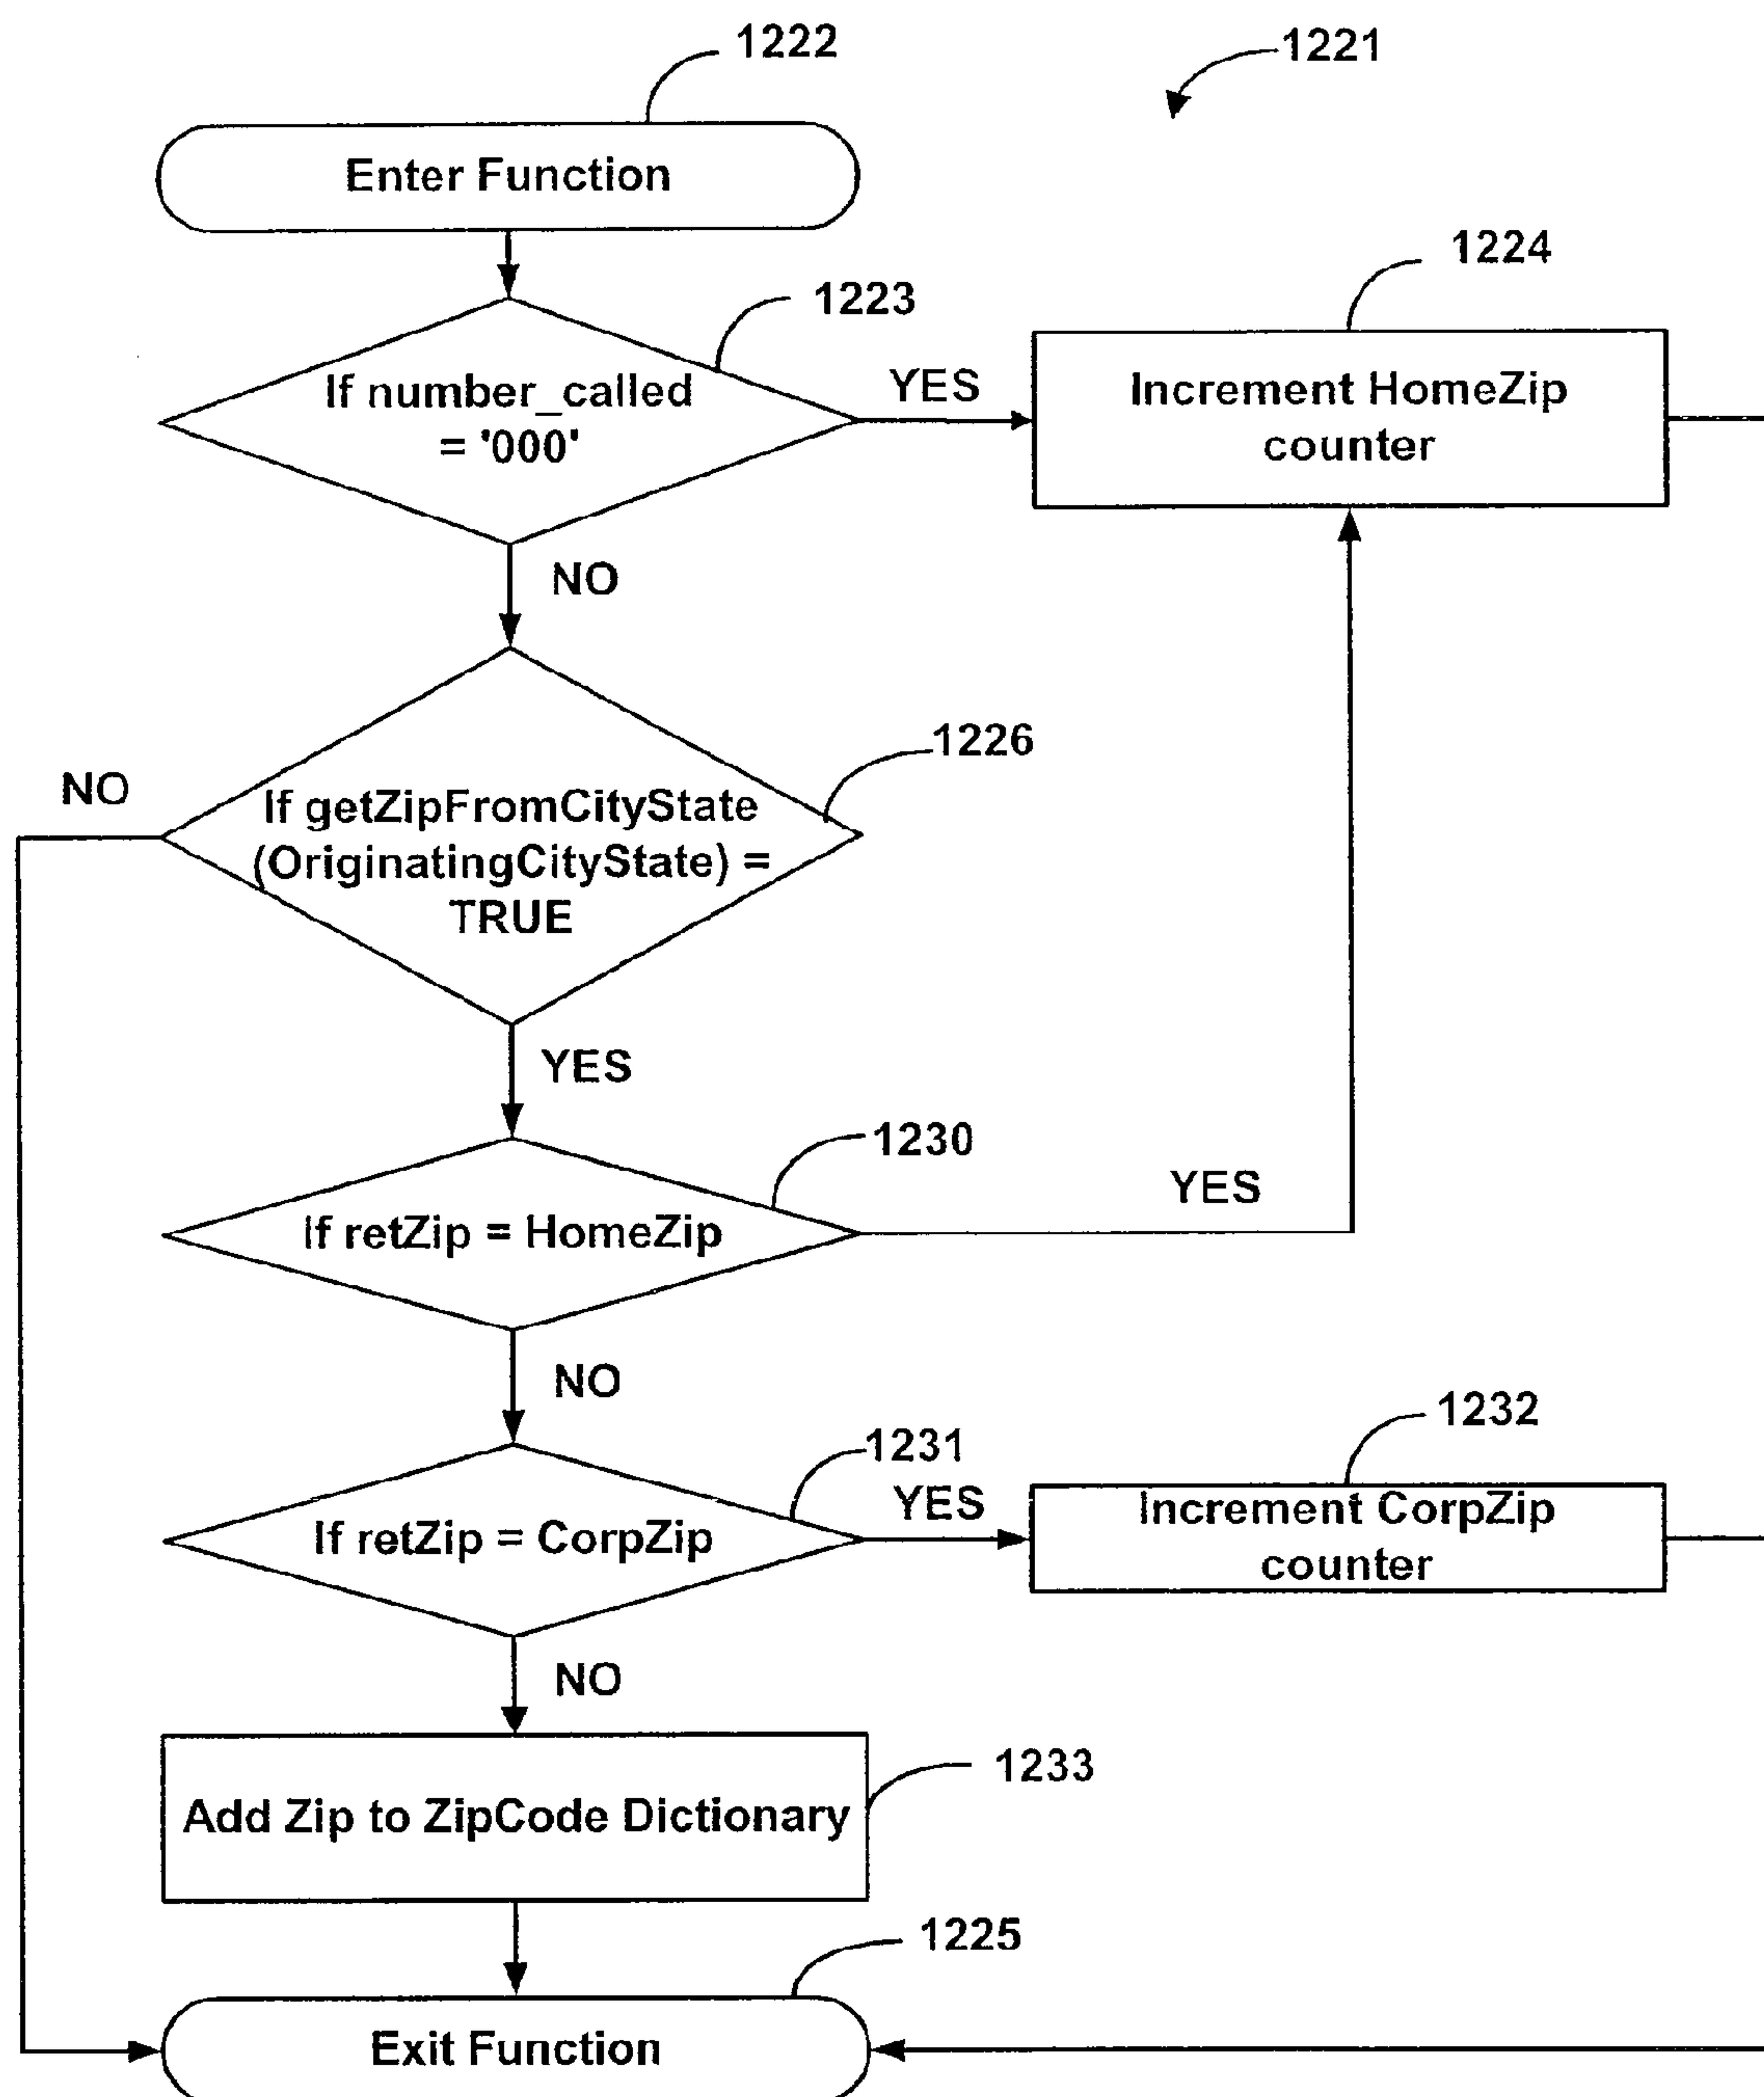 1222
1221
Enter Function
1223
1224
If number_called
= '000'
YES
Increment HomeZip
counter
NO
1226
NO
If getZipFromCityState
(OriginatingCityState) =
TRUE
YES
1230
YES
If retZip = HomeZip
NO
1231
1232
YES
If retZip = CorpZip
Increment CorpZip
counter
NO
1233
Add Zip to ZipCode Dictionary
1225
Exit Function